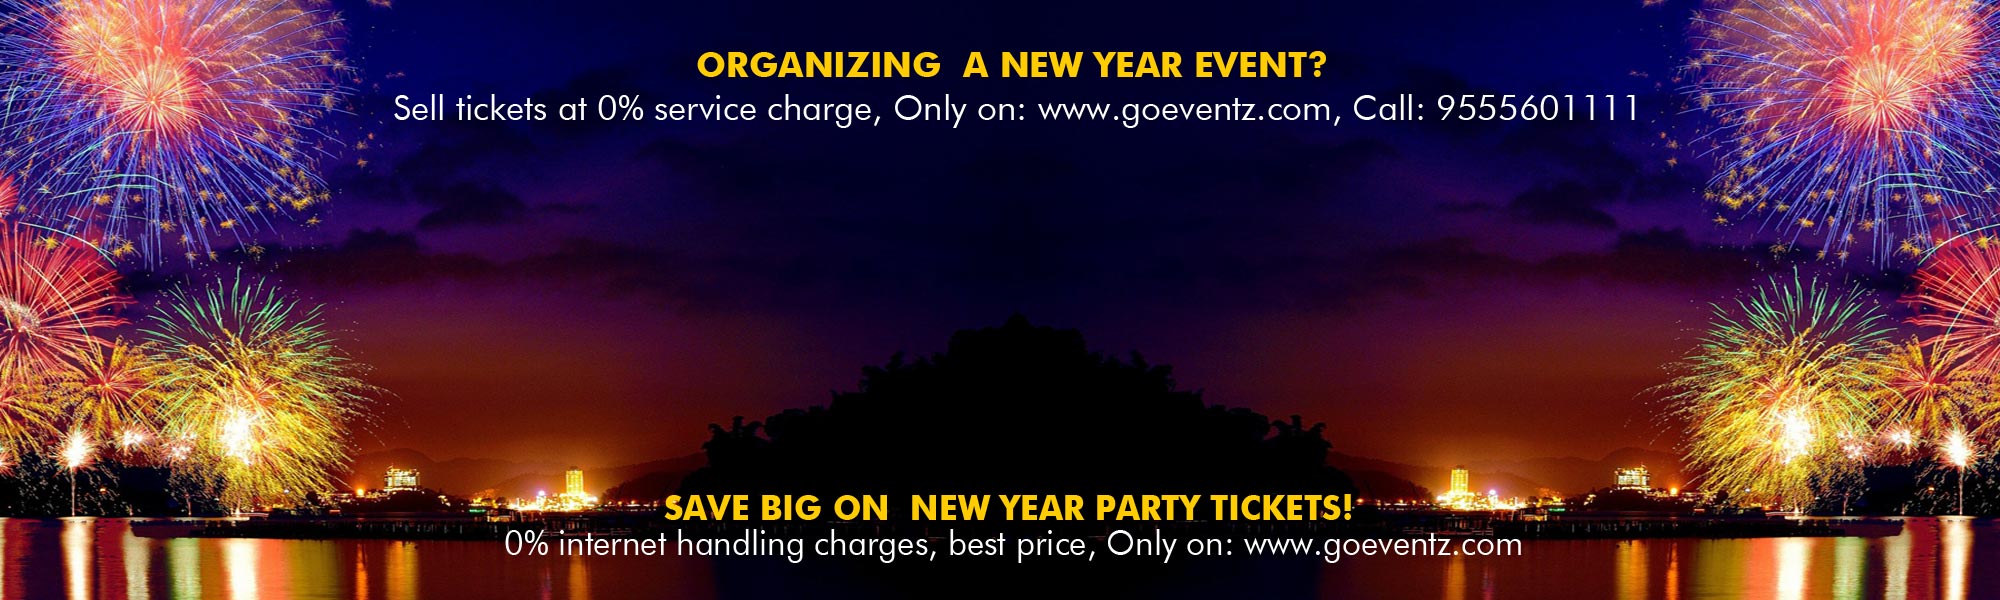 ORGANIZING A NEW YEAR EVENT?
Sell tickets at 0% service charge, Only on: www.goeventz.com, Call: 9555601111
SAVE BIG ON NEW YEAR PARTY TICKETS!
0% internet handling charges, best price, Only on: www.goeventz.com